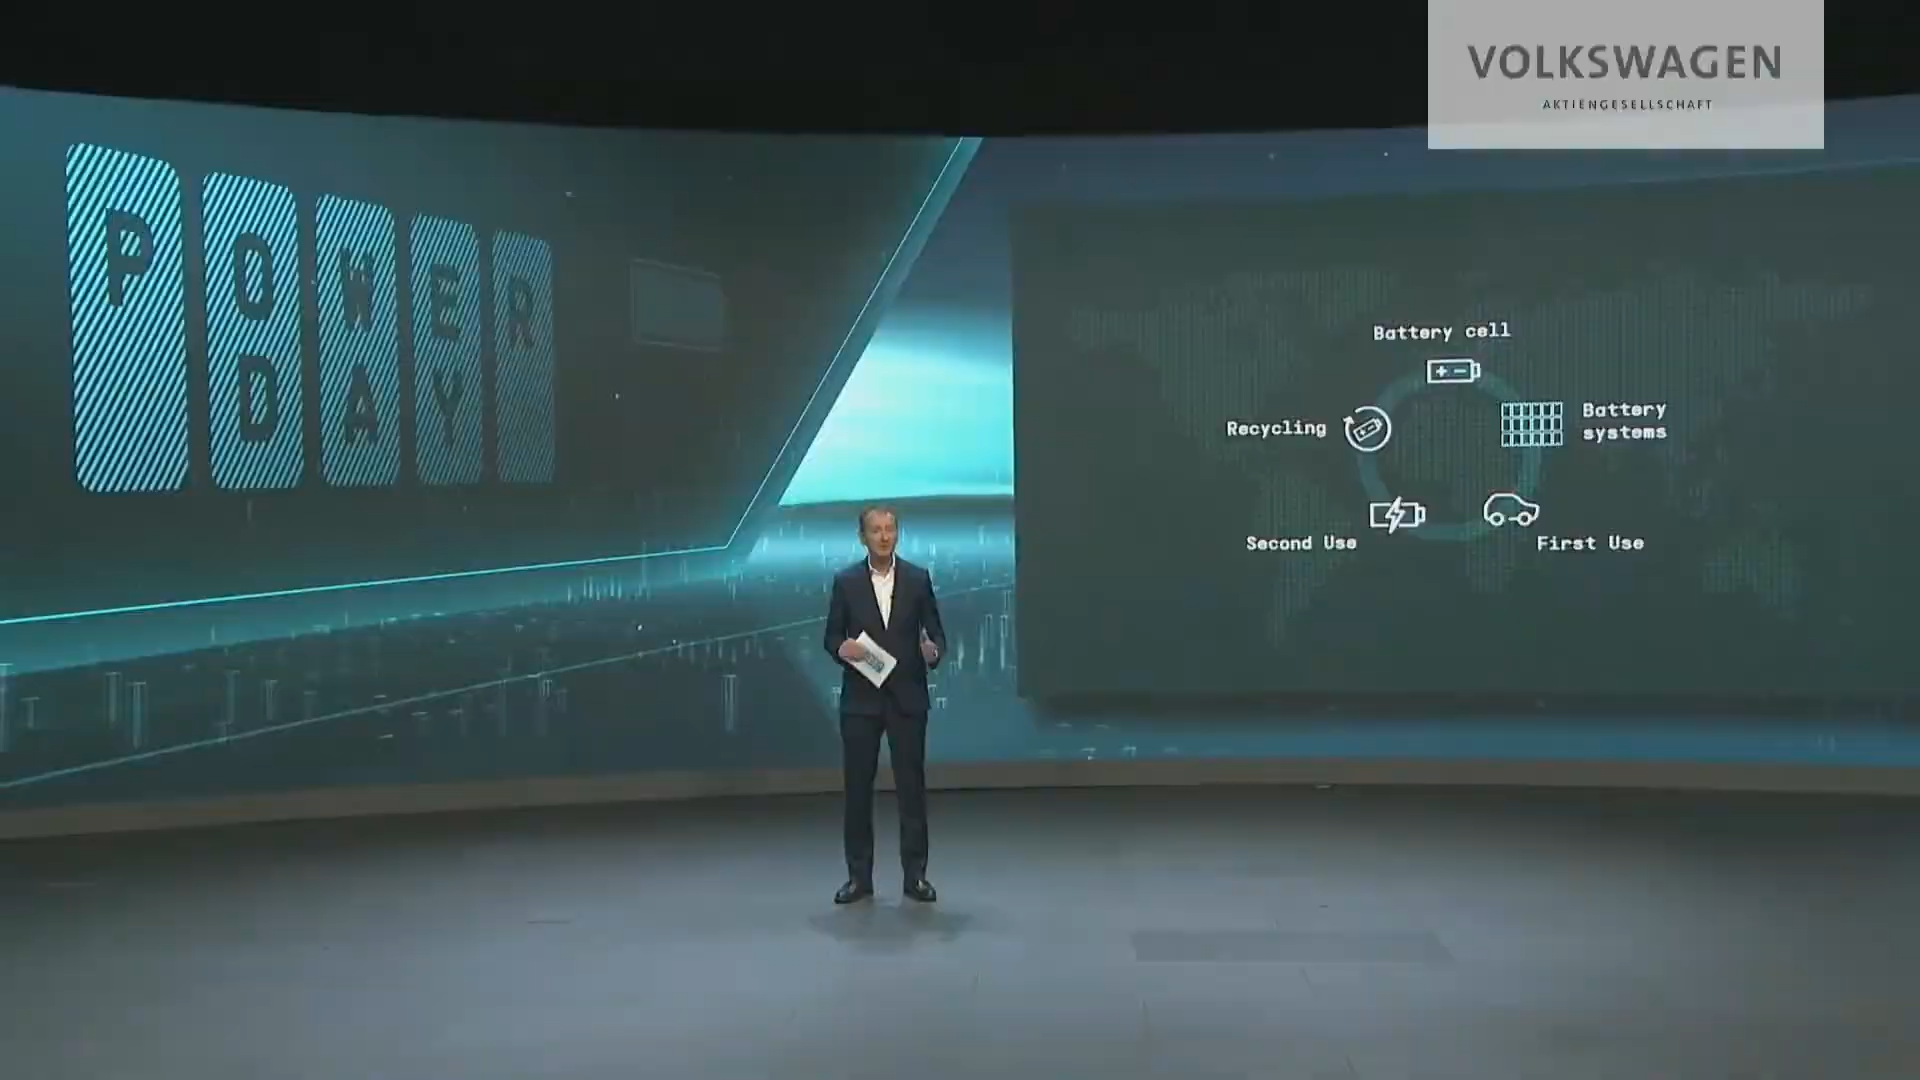 VOLKSWAGEN
AKTIENGESELLSCHAFT
POWER
DAY
Battery cell
Battery
systems
Recycling
Second Use
First Use